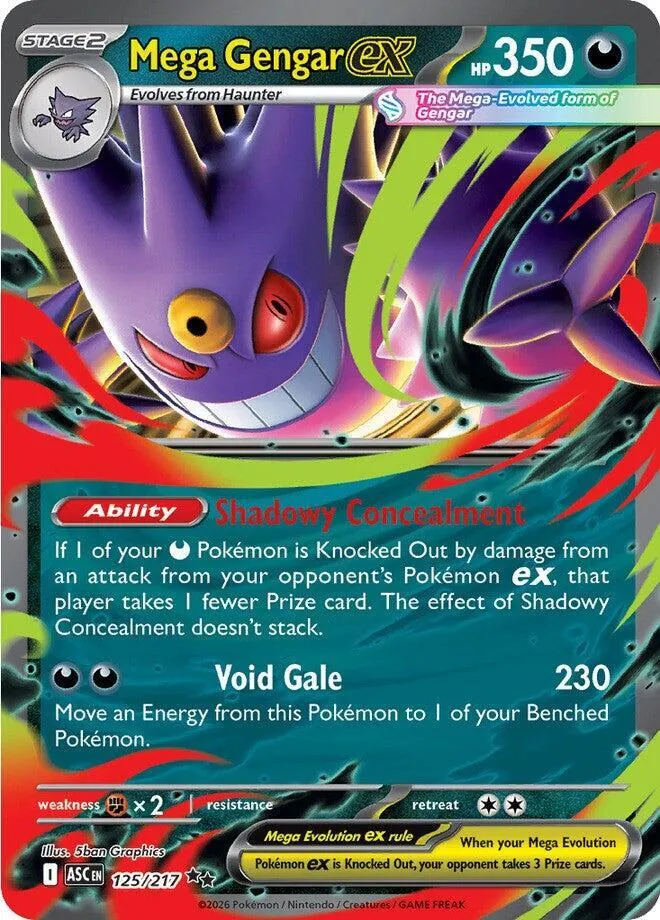 STAGE2
Mega Gengar ex
HP 350
Evolves from Haunter
The Mega-Evolved form of
Gengar
Ability Shadowy Concealment
If 1 of your Pokémon is Knocked Out by damage from
an attack from your opponent's Pokémon ex, that
player takes 1 fewer Prize card. The effect of Shadowy
Concealment doesn't stack.
Void Gale 230
Move an Energy from this Pokémon to 1 of your Benched
Pokémon.
weakness ×2 resistance retreat
Illus. 5ban Graphics
Mega Evolution ex rule
When your Mega Evolution
Pokémon ex is Knocked Out, your opponent takes 3 Prize cards.
I ASC EN 125/217
©2026 Pokémon / Nintendo / Creatures / GAME FREAK